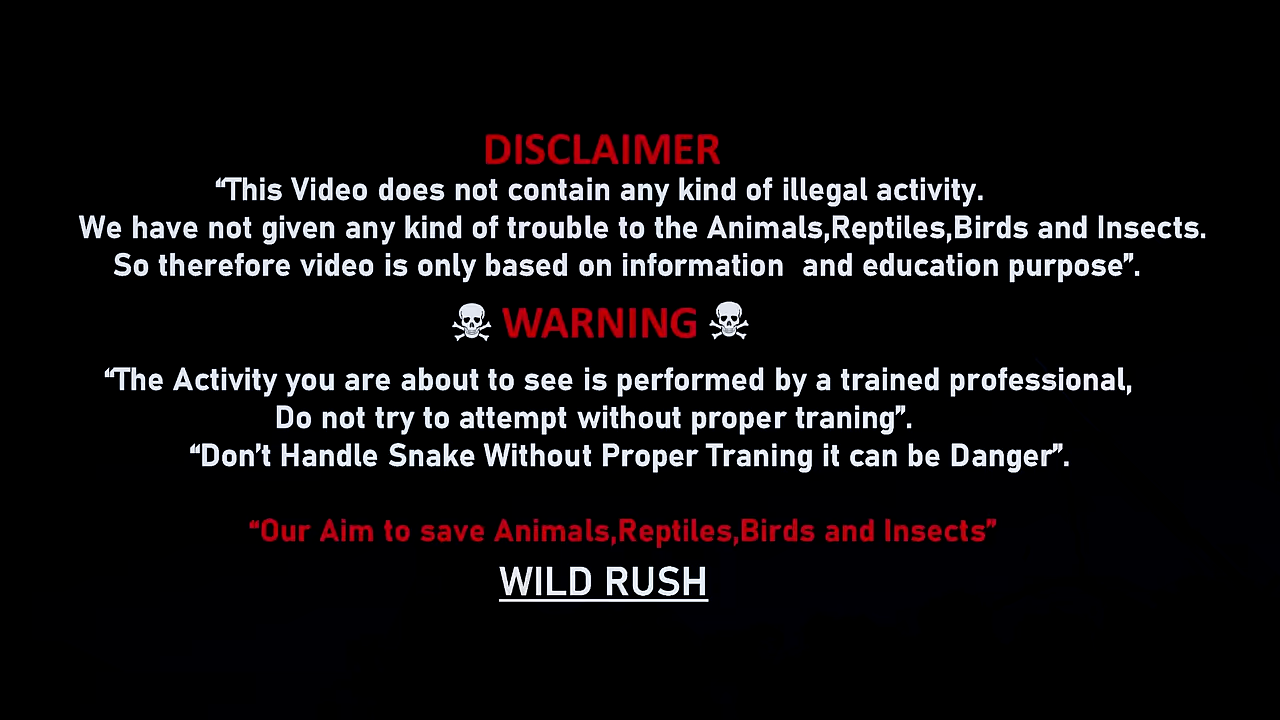 DISCLAIMER
“This Video does not contain any kind of illegal activity.
We have not given any kind of trouble to the Animals,Reptiles,Birds and Insects.
So therefore video is only based on information  and education purpose”.
☠ WARNING ☠
“The Activity you are about to see is performed by a trained professional,
Do not try to attempt without proper traning”.
“Don’t Handle Snake Without Proper Traning it can be Danger”.
“Our Aim to save Animals,Reptiles,Birds and Insects”
WILD RUSH